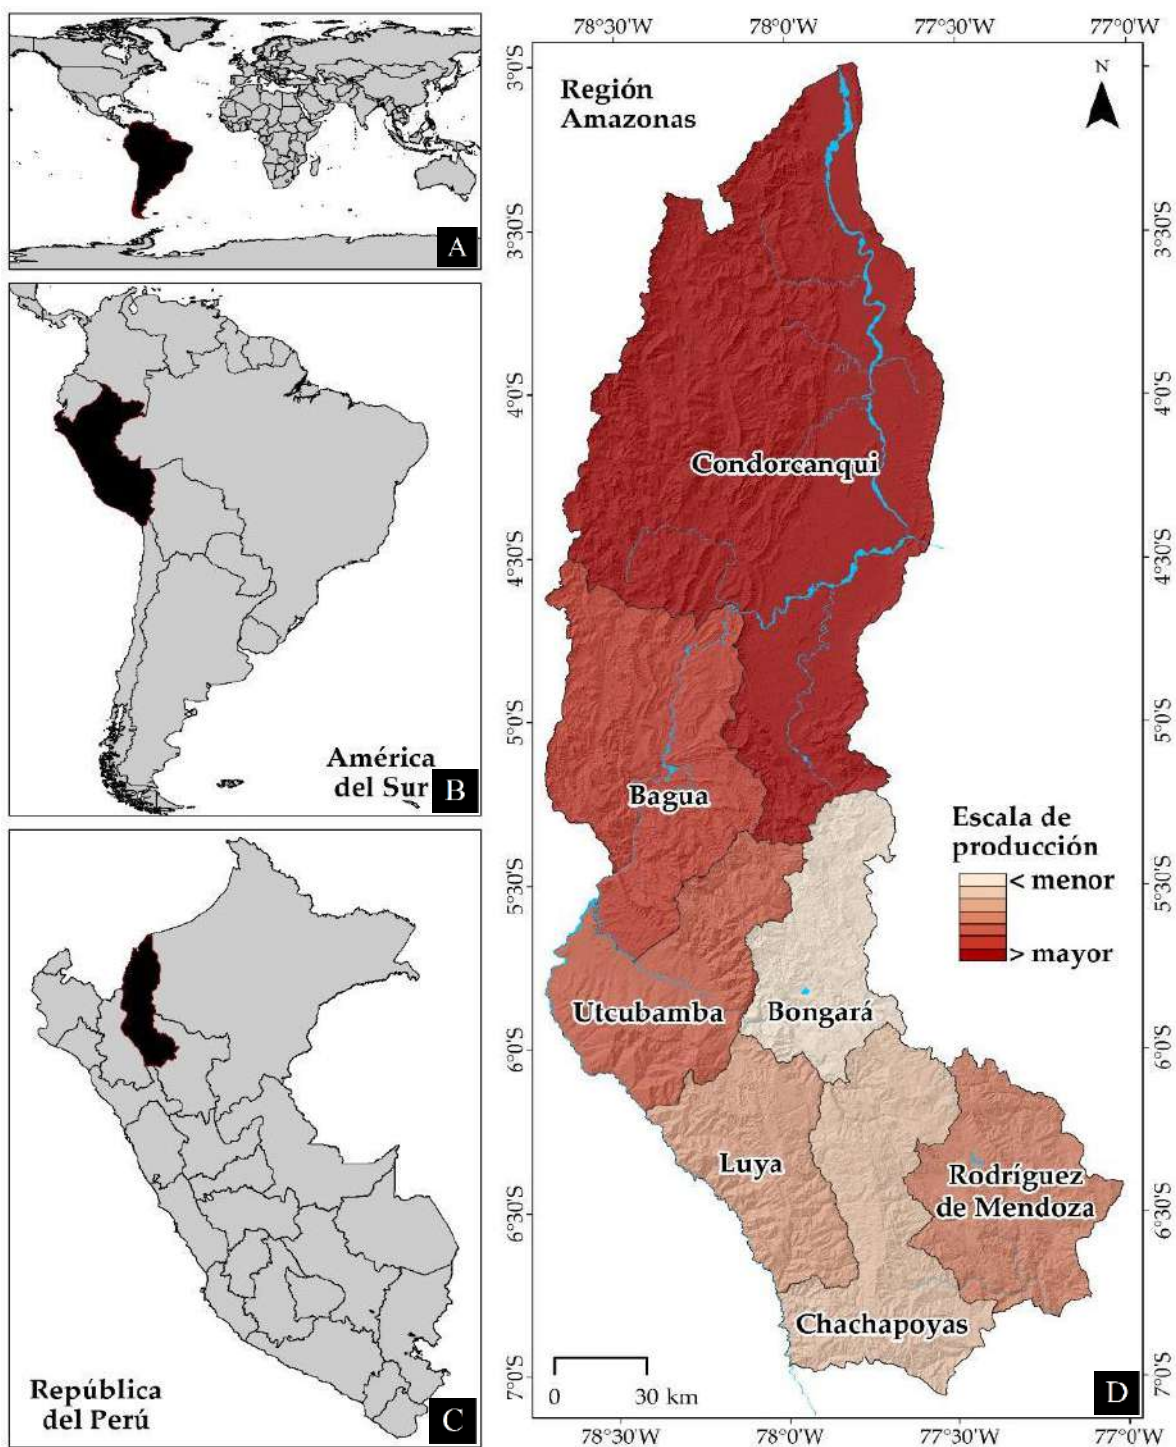 A
América
del Sur
B
República
del Perú
C
78°30'W
78°0'W
77°30'W
77°0'W
Región
Amazonas
N
3°0'S
3°0'S
3°30'S
3°30'S
4°0'S
4°0'S
Condorcanqui
4°30'S
4°30'S
5°0'S
5°0'S
Bagua
Escala de
producción
< menor
> mayor
5°30'S
5°30'S
Utcubamba
Bongará
6°0'S
6°0'S
Luya
Rodríguez
de Mendoza
6°30'S
6°30'S
Chachapoyas
7°0'S
7°0'S
0
30 km
D
78°30'W
78°0'W
77°30'W
77°0'W